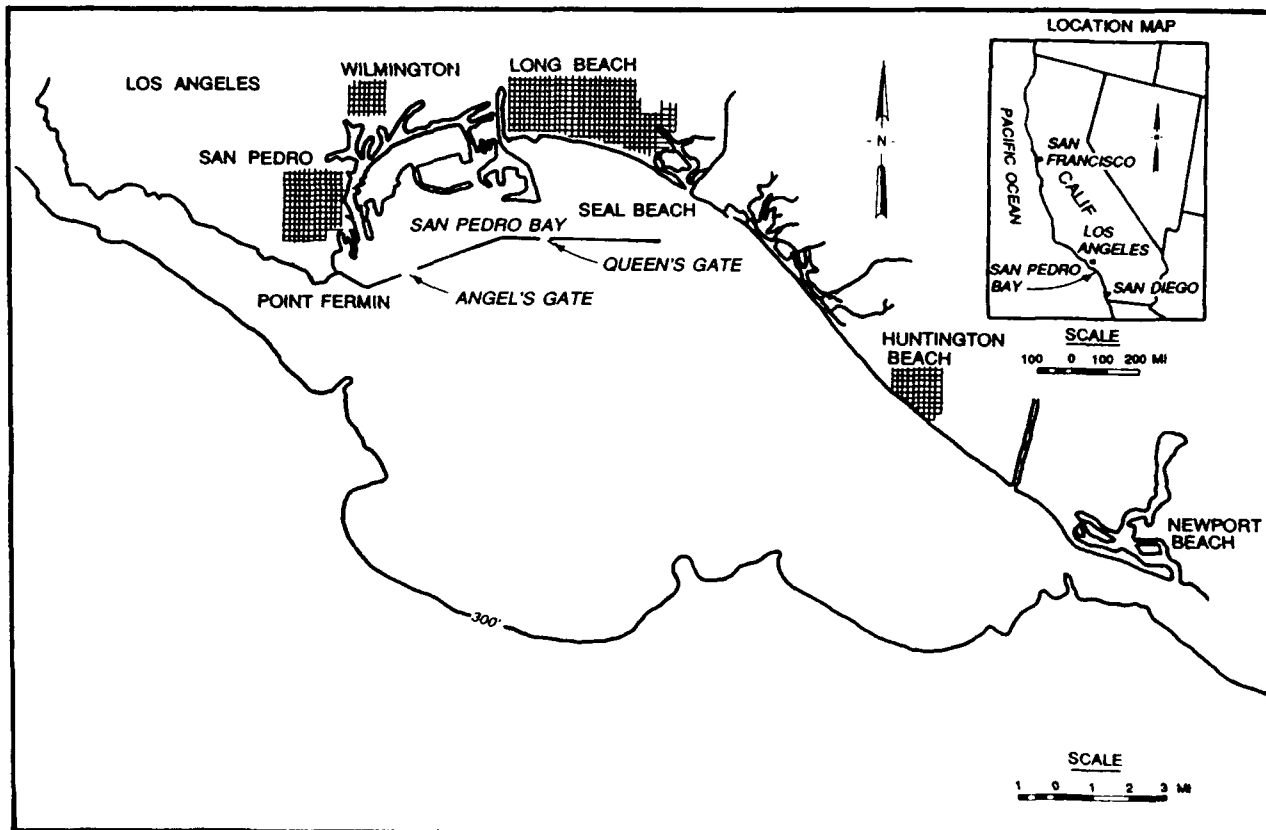 LOCATION MAP
LOS ANGELES
WILMINGTON
LONG BEACH
SAN PEDRO
N
PACIFIC OCEAN
SAN
FRANCISCO
CALIF
LOS
ANGELES
SAN PEDRO
BAY
SAN DIEGO
SEAL BEACH
SAN PEDRO BAY
QUEEN'S GATE
POINT FERMIN
ANGEL'S GATE
SCALE
100 0 100 200 MI
HUNTINGTON
BEACH
NEWPORT
BEACH
300'
SCALE
1 0 1 2 3 MI